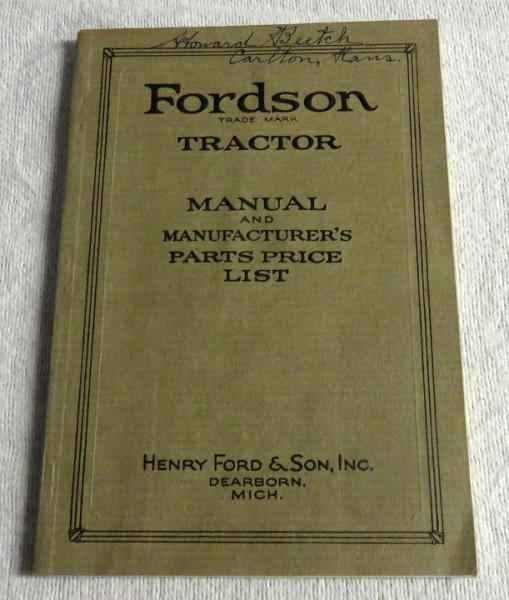 Howard Beetch
Carlton, Kans.
Fordson
TRADE MARK
TRACTOR
MANUAL
AND
MANUFACTURER'S
PARTS PRICE
LIST
HENRY FORD & SON, INC.
DEARBORN,
MICH.